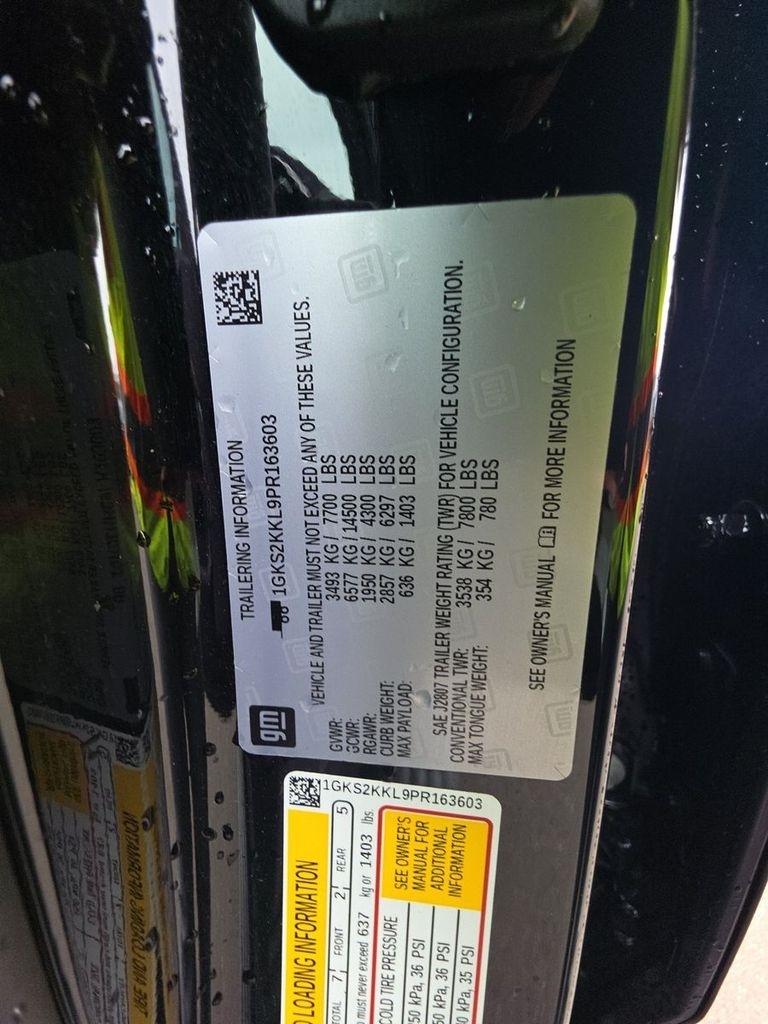 gm
TRAILERING INFORMATION
1GKS2KKL9PR163603
VEHICLE AND TRAILER MUST NOT EXCEED ANY OF THESE VALUES.
GVWR: 3493 KG / 7700 LBS
GCWR: 6577 KG / 14500 LBS
RGAWR: 1950 KG / 4300 LBS
CURB WEIGHT: 2857 KG / 6297 LBS
MAX PAYLOAD: 636 KG / 1403 LBS
SAE J2807 TRAILER WEIGHT RATING (TWR) FOR VEHICLE CONFIGURATION.
CONVENTIONAL TWR: 3538 KG / 7800 LBS
MAX TONGUE WEIGHT: 354 KG / 780 LBS
SEE OWNER'S MANUAL FOR MORE INFORMATION
1GKS2KKL9PR163603
LOADING INFORMATION
TOTAL 7 FRONT 2 REAR 5
must never exceed 637 kg or 1403 lbs.
COLD TIRE PRESSURE
50 kPa, 36 PSI
50 kPa, 36 PSI
0 kPa, 35 PSI
SEE OWNER'S
MANUAL FOR
ADDITIONAL
INFORMATION